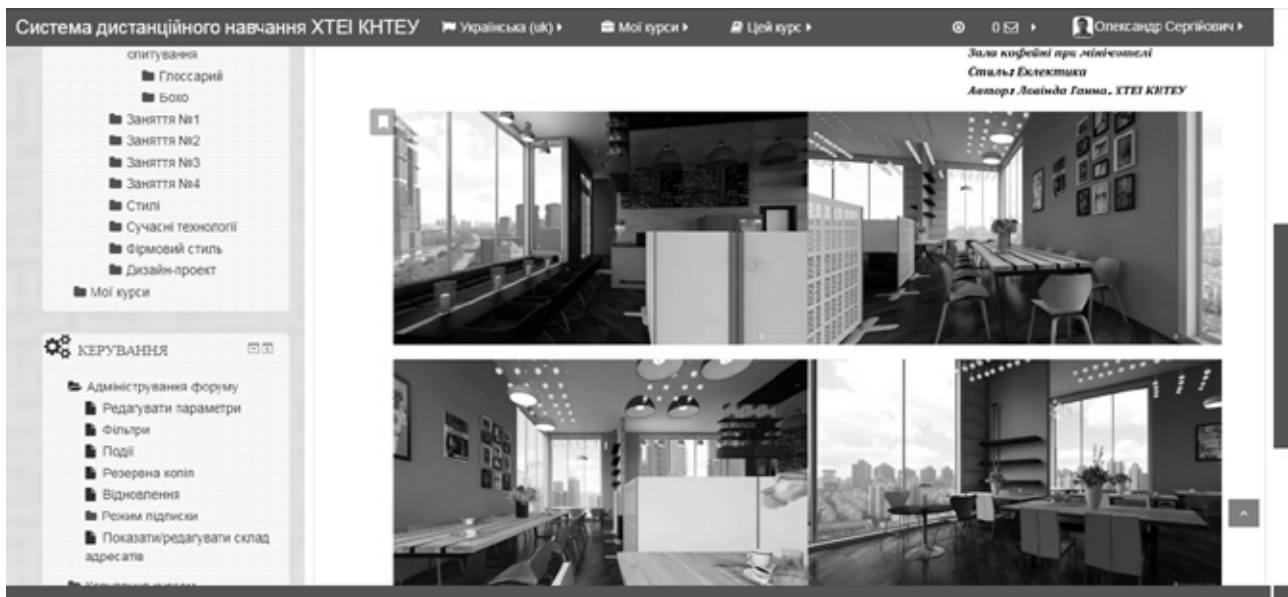 Система дистанційного навчання ХТЕІ КНТЕУ Українська (uk) Мої курси Цей курс 0 Олександр Сергійович
опитування
Глоссарий
Бохо
Заняття №1
Заняття №2
Заняття №3
Заняття №4
Стилі
Сучасні технології
Фірмовий стиль
Дизайн-проект
Мої курси
КЕРУВАННЯ
Адміністрування форуму
Редагувати параметри
Фільтри
Події
Резервна копія
Відновлення
Режим підписки
Показати/редагувати склад
адресатів
Керування курсом
Зала кофейні при мініготелі
Стиль: Еклектика
Автор: Ловінда Ганна, ХТЕІ КНТЕУ